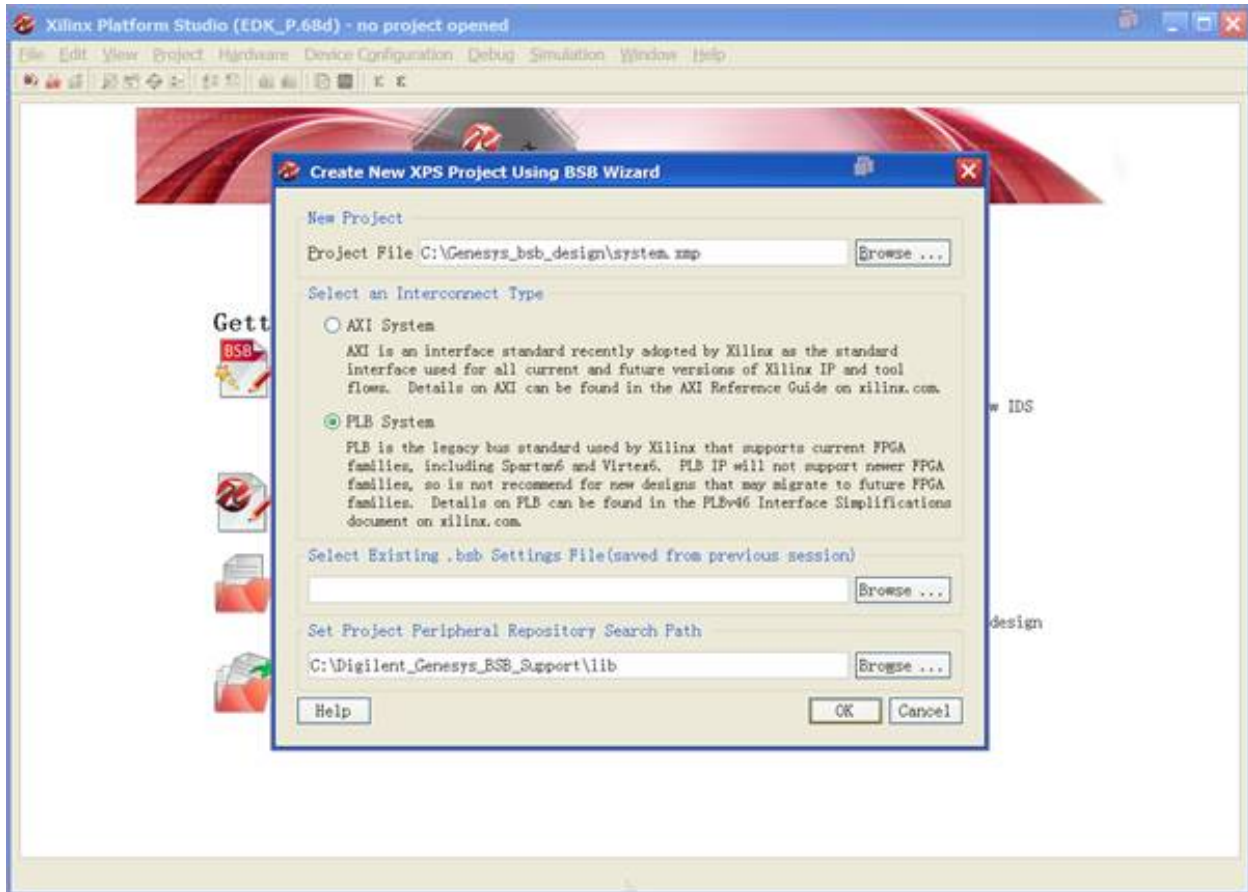 Xilinx Platform Studio (EDK_P.68d) - no project opened
File Edit View Project Hardware Device Configuration Debug Simulation Window Help
Create New XPS Project Using BSB Wizard
New Project
Project File C:\Genesys_bsb_design\system.xmp Browse ...
Select an Interconnect Type
Gett
AXI System
BSB
AXI is an interface standard recently adopted by Xilinx as the standard
interface used for all current and future versions of Xilinx IP and tool
flows. Details on AXI can be found in the AXI Reference Guide on xilinx.com.
w IDS
PLB System
PLB is the legacy bus standard used by Xilinx that supports current FPGA
families, including Spartan6 and Virtex6. PLB IP will not support newer FPGA
families, so is not recommend for new designs that may migrate to future FPGA
families. Details on PLB can be found in the PLBv46 Interface Simplifications
document on xilinx.com.
Select Existing .bsb Settings File(saved from previous session)
Browse ...
Set Project Peripheral Repository Search Path
design
C:\Digilent_Genesys_BSB_Support\lib Browse ...
Help OK Cancel